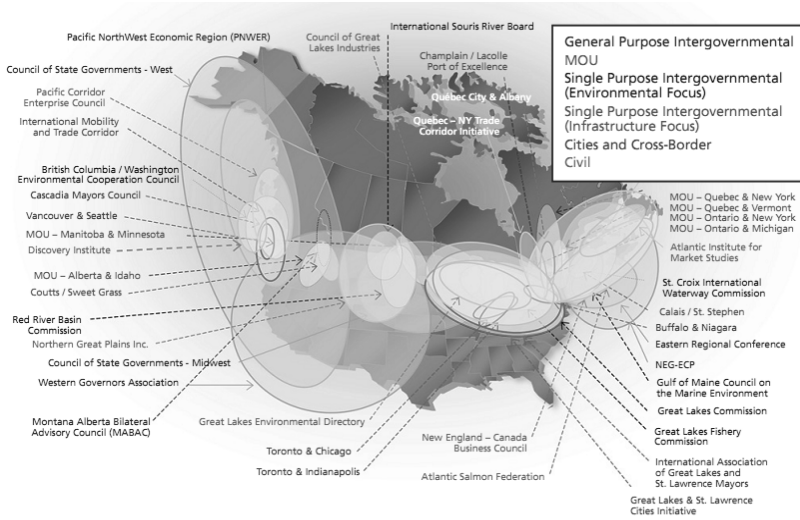 International Souris River Board
Pacific NorthWest Economic Region (PNWER)
Council of Great
Lakes Industries
Champlain / Lacolle
Port of Excellence
Council of State Governments - West
Pacific Corridor
Enterprise Council
International Mobility
and Trade Corridor
British Columbia / Washington
Environmental Cooperation Council
Cascadia Mayors Council
Vancouver & Seattle
MOU – Manitoba & Minnesota
Discovery Institute
MOU – Alberta & Idaho
Coutts / Sweet Grass
Red River Basin
Commission
Northern Great Plains Inc.
Council of State Governments - Midwest
Western Governors Association
Montana Alberta Bilateral
Advisory Council (MABAC)
Great Lakes Environmental Directory
Toronto & Chicago
Toronto & Indianapolis
New England – Canada
Business Council
Atlantic Salmon Federation
Québec City & Albany
Quebec – NY Trade
Corridor Initiative
General Purpose Intergovernmental
MOU
Single Purpose Intergovernmental
(Environmental Focus)
Single Purpose Intergovernmental
(Infrastructure Focus)
Cities and Cross-Border
Civil
MOU – Quebec & New York
MOU – Quebec & Vermont
MOU – Ontario & New York
MOU – Ontario & Michigan
Atlantic Institute for
Market Studies
St. Croix International
Waterway Commission
Calais / St. Stephen
Buffalo & Niagara
Eastern Regional Conference
NEG-ECP
Gulf of Maine Council on
the Marine Environment
Great Lakes Commission
Great Lakes Fishery
Commission
International Association
of Great Lakes and
St. Lawrence Mayors
Great Lakes & St. Lawrence
Cities Initiative